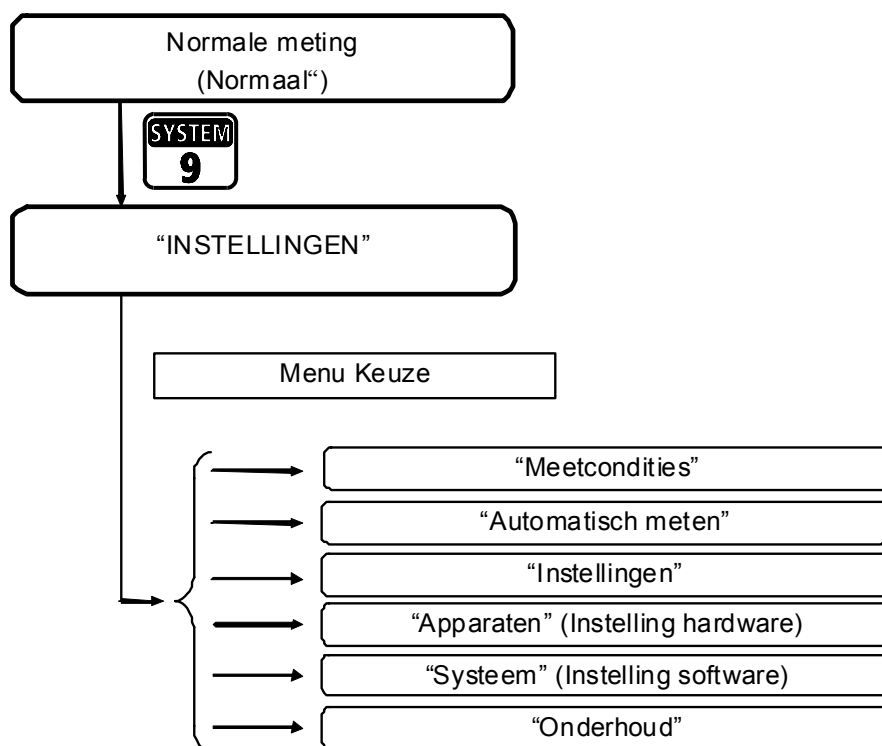 Normale meting
(Normaal“)
SYSTEM
9
“INSTELLINGEN”
Menu Keuze
“Meetcondities”
“Automatisch meten”
“Instellingen”
“Apparaten” (Instelling hardware)
“Systeem” (Instelling software)
“Onderhoud”